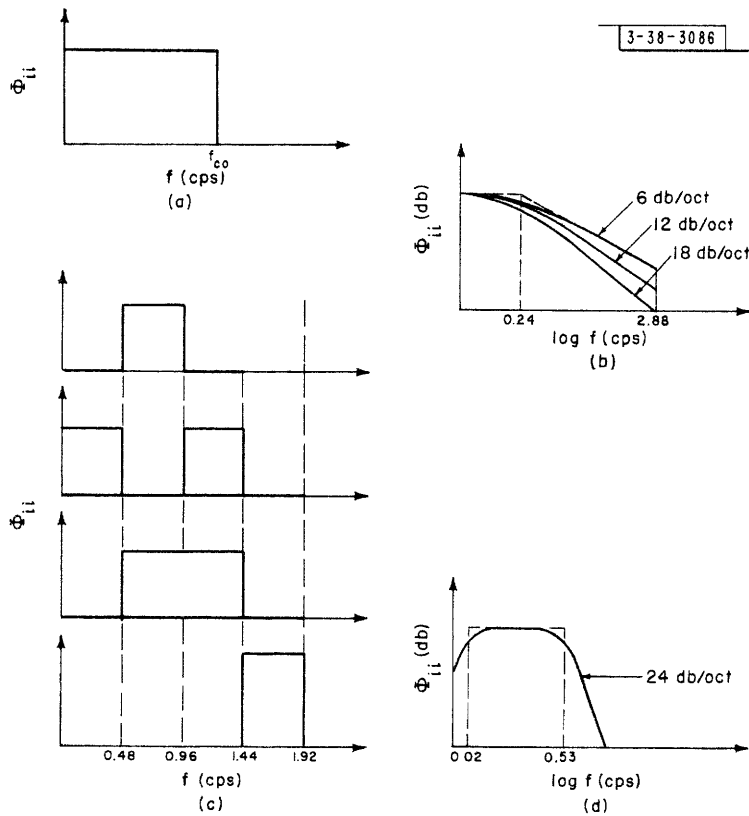 3-38-3086
Φii
fco
f (cps)
(a)
Φii (db)
6 db/oct
12 db/oct
18 db/oct
0.24
2.88
log f (cps)
(b)
Φii
0.48
0.96
1.44
1.92
f (cps)
(c)
Φii (db)
24 db/oct
0 02
0.53
log f (cps)
(d)